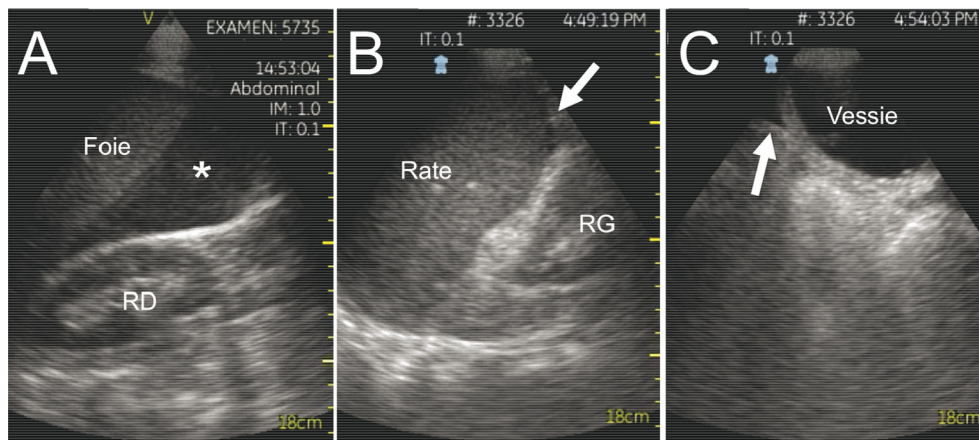 A
V
EXAMEN: 5735
14:53:04
Abdominal
IM: 1.0
IT: 0.1
Foie
*
RD
18cm
B
#: 3326 4:49:19 PM
IT: 0.1
Rate
RG
18cm
C
#: 3326 4:54:03 PM
IT: 0.1
Vessie
18cm